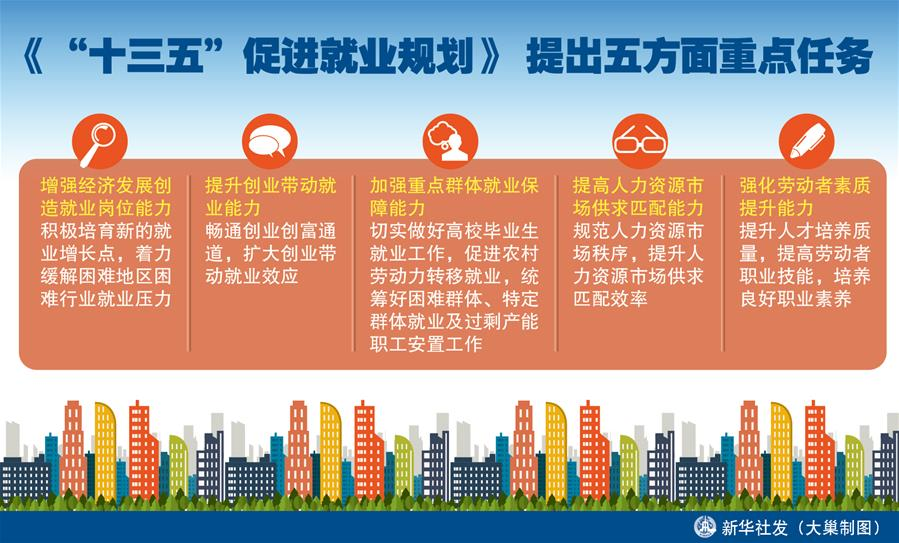 《“十三五”促进就业规划》 提出五方面重点任务
增强经济发展创
造就业岗位能力
积极培育新的就
业增长点，着力
缓解困难地区困
难行业就业压力
提升创业带动就
业能力
畅通创业创富通
道，扩大创业带
动就业效应
加强重点群体就业保
障能力
切实做好高校毕业生
就业工作，促进农村
劳动力转移就业，统
筹好困难群体、特定
群体就业及过剩产能
职工安置工作
提高人力资源市
场供求匹配能力
规范人力资源市
场秩序，提升人
力资源市场供求
匹配效率
强化劳动者素质
提升能力
提升人才培养质
量，提高劳动者
职业技能，培养
良好职业素养
新华社发（大巢制图）